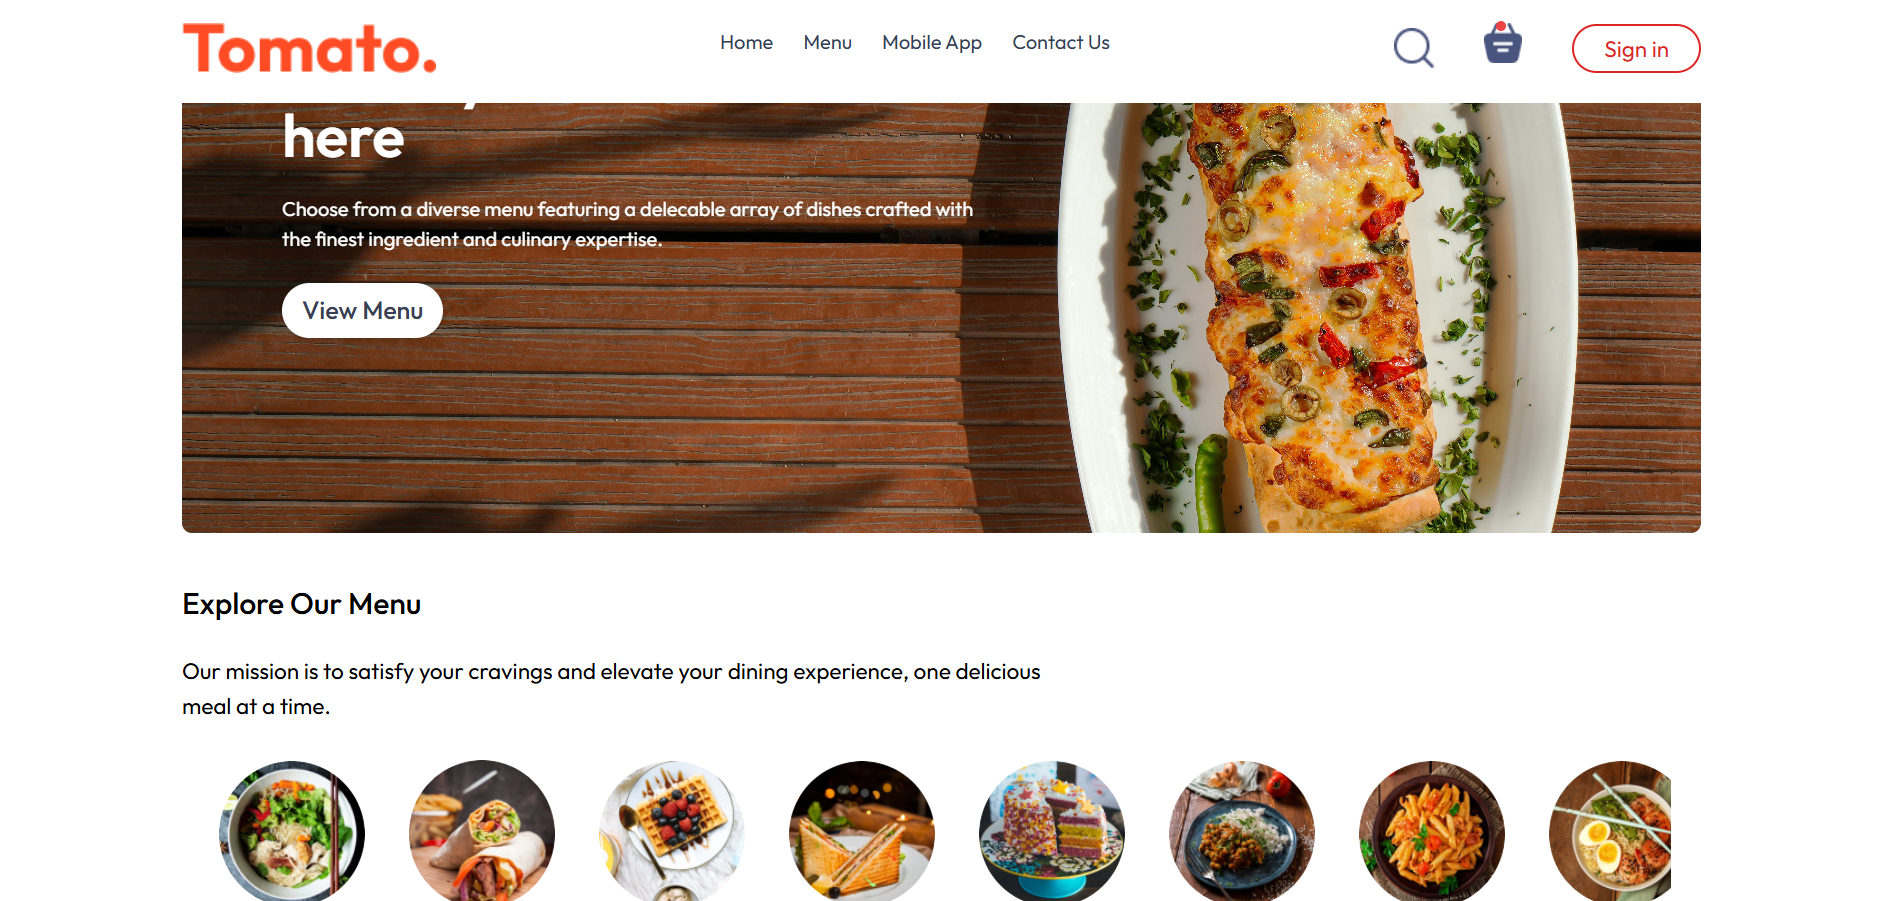 Tomato.
Home
Menu
Mobile App
Contact Us
Sign in
here
Choose from a diverse menu featuring a delecable array of dishes crafted with
the finest ingredient and culinary expertise.
View Menu
Explore Our Menu
Our mission is to satisfy your cravings and elevate your dining experience, one delicious
meal at a time.